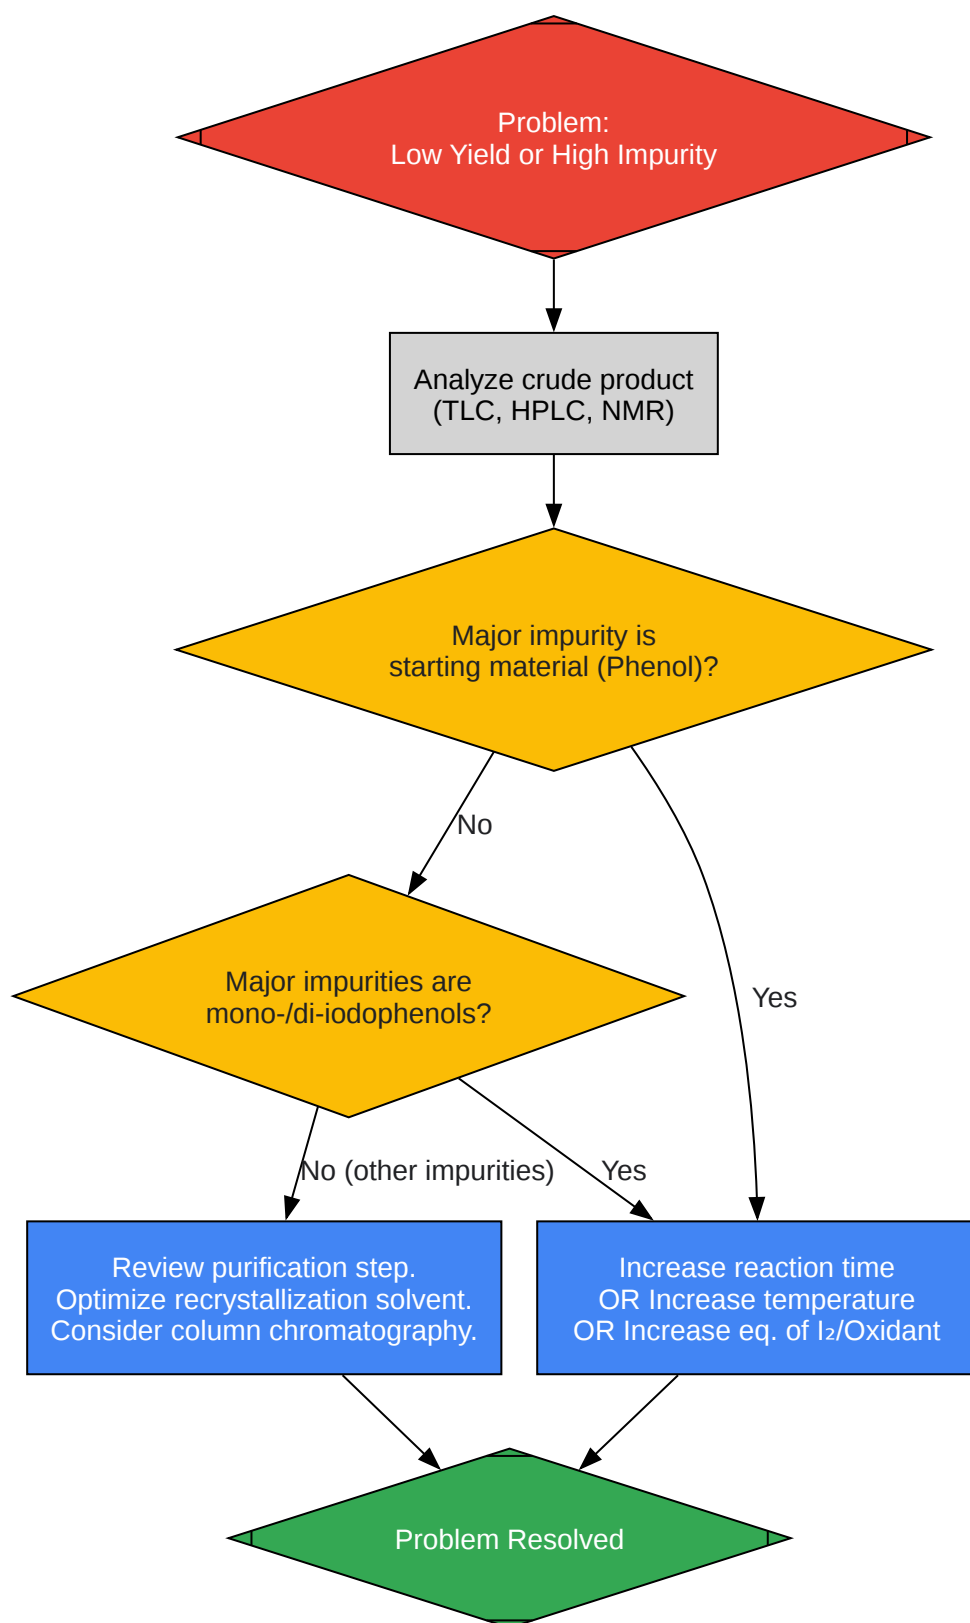 Problem:
Low Yield or High Impurity
Analyze crude product
(TLC, HPLC, NMR)
Major impurity is
starting material (Phenol)?
No
Yes
Major impurities are
mono-/di-iodophenols?
No (other impurities)
Yes
Review purification step.
Optimize recrystallization solvent.
Consider column chromatography.
Increase reaction time
OR Increase temperature
OR Increase eq. of I₂/Oxidant
Problem Resolved